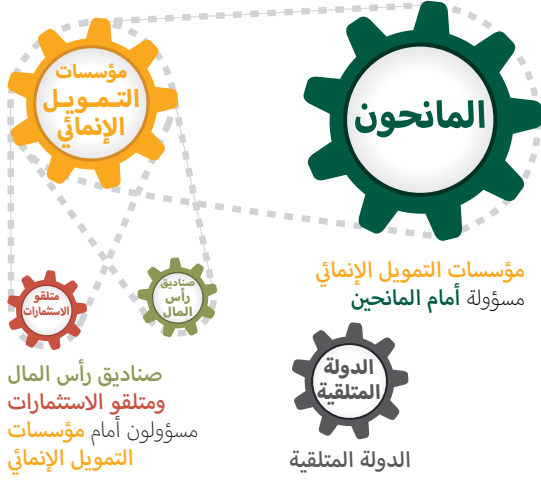 المانحون
مؤسسات
التمويل
الإنمائي
مؤسسات التمويل الإنمائي
مسؤولة أمام المانحين
صناديق
رأس
المال
متلقو
الاستثمارات
صناديق رأس المال
ومتلقو الاستثمارات
مسؤولون أمام مؤسسات
التمويل الإنمائي
الدولة
المتلقية
الدولة المتلقية